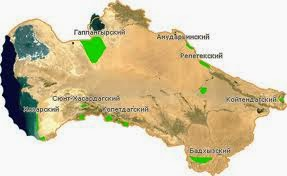 Гаплангырский
Амударьинский
Репетекский
Хазарский
Сюнт-Хасардагский
Копетдагский
Койтендагский
Бадхызский